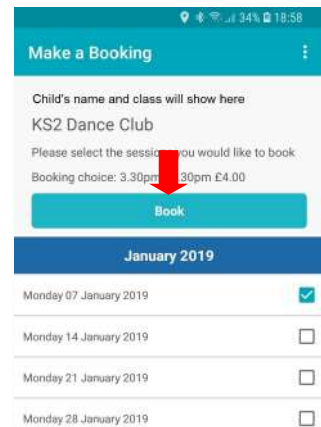 34% 18:58
Make a Booking
Child's name and class will show here
KS2 Dance Club
Please select the session you would like to book
Booking choice: 3.30pm 30pm £4.00
Book
January 2019
Monday 07 January 2019
Monday 14 January 2019
Monday 21 January 2019
Monday 28 January 2019